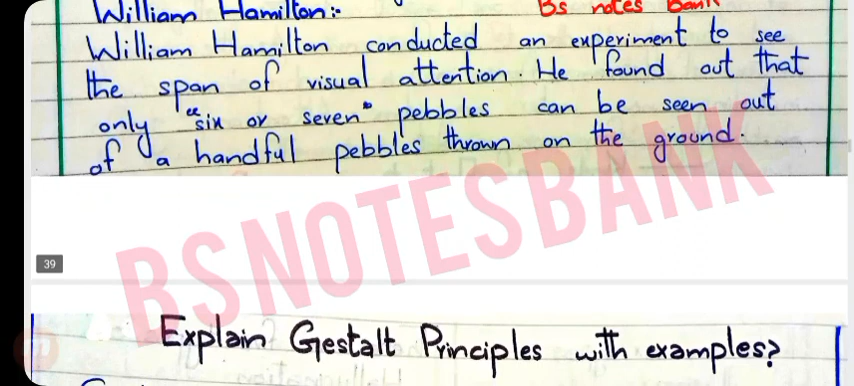 William Hamilton:-
Bs notes Bank
William Hamilton conducted an experiment to see
the span of visual attention. He found out that
only "six or seven" pebbles can be seen out
of a handful pebbles thrown on the ground.
BSNOTESBANK
39
Explain Gestalt Principles with examples?